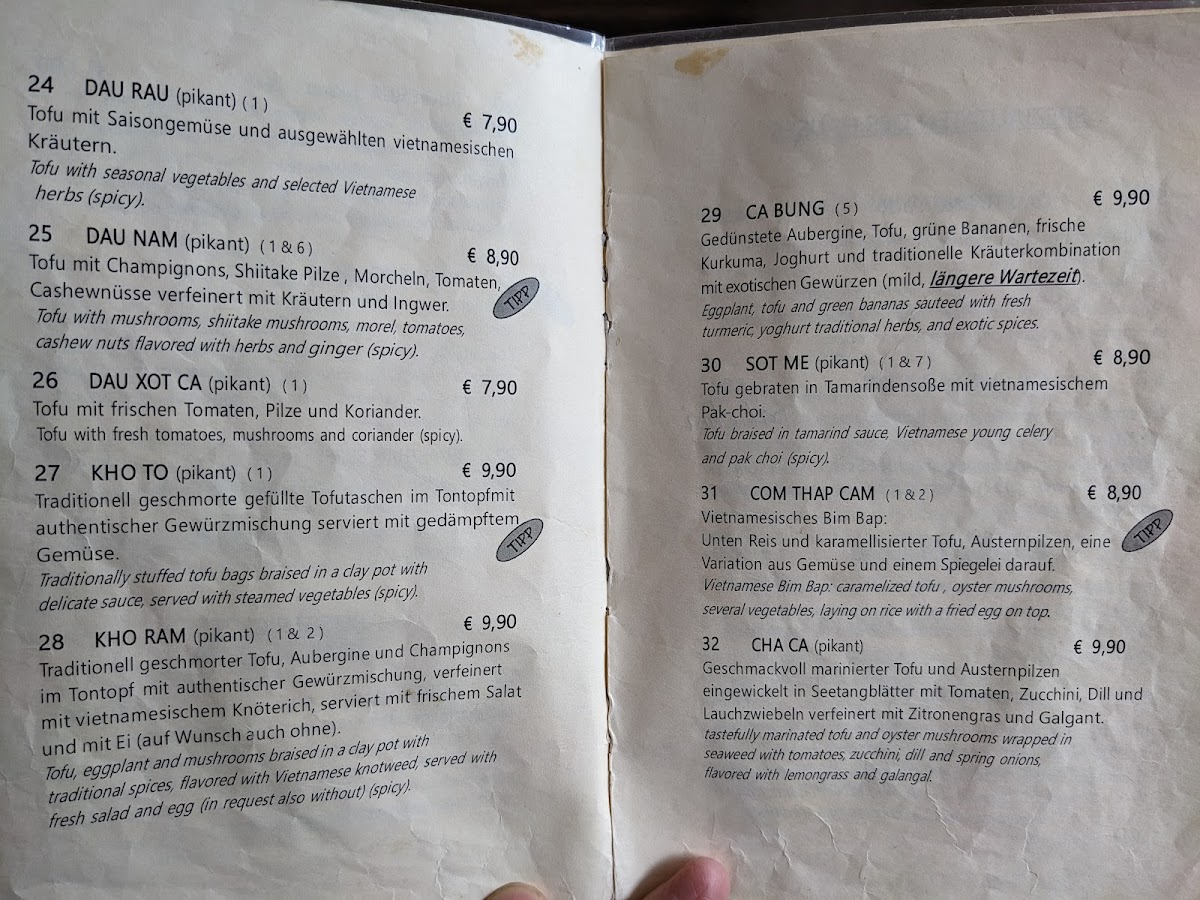 24 DAU RAU (pikant) ( 1 ) € 7,90
Tofu mit Saisongemüse und ausgewählten vietnamesischen
Kräutern.
Tofu with seasonal vegetables and selected Vietnamese
herbs (spicy).
25 DAU NAM (pikant) ( 1 & 6 ) € 8,90
Tofu mit Champignons, Shiitake Pilze , Morcheln, Tomaten,
Cashewnüsse verfeinert mit Kräutern und Ingwer.
TIPP
Tofu with mushrooms, shiitake mushrooms, morel, tomatoes,
cashew nuts flavored with herbs and ginger (spicy).
26 DAU XOT CA (pikant) ( 1 ) € 7,90
Tofu mit frischen Tomaten, Pilze und Koriander.
Tofu with fresh tomatoes, mushrooms and coriander (spicy).
27 KHO TO (pikant) ( 1 ) € 9,90
Traditionell geschmorte gefüllte Tofutaschen im Tontopfmit
authentischer Gewürzmischung serviert mit gedämpftem
Gemüse.
TIPP
Traditionally stuffed tofu bags braised in a clay pot with
delicate sauce, served with steamed vegetables (spicy).
28 KHO RAM (pikant) ( 1 & 2 ) € 9,90
Traditionell geschmorter Tofu, Aubergine und Champignons
im Tontopf mit authentischer Gewürzmischung, verfeinert
mit vietnamesischem Knöterich, serviert mit frischem Salat
und mit Ei (auf Wunsch auch ohne).
Tofu, eggplant and mushrooms braised in a clay pot with
traditional spices, flavored with Vietnamese knotweed, served with
fresh salad and egg (in request also without) (spicy).
29 CA BUNG ( 5 ) € 9,90
Gedünstete Aubergine, Tofu, grüne Bananen, frische
Kurkuma, Joghurt und traditionelle Kräuterkombination
mit exotischen Gewürzen (mild, längere Wartezeit).
Eggplant, tofu and green bananas sauteed with fresh
turmeric, yoghurt traditional herbs, and exotic spices.
30 SOT ME (pikant) ( 1 & 7 ) € 8,90
Tofu gebraten in Tamarindensoße mit vietnamesischem
Pak-choi.
Tofu braised in tamarind sauce, Vietnamese young celery
and pak choi (spicy).
31 COM THAP CAM ( 1 & 2 ) € 8,90
Vietnamesisches Bim Bap:
Unten Reis und karamellisierter Tofu, Austernpilzen, eine
Variation aus Gemüse und einem Spiegelei darauf.
TIPP
Vietnamese Bim Bap: caramelized tofu , oyster mushrooms,
several vegetables, laying on rice with a fried egg on top.
32 CHA CA (pikant) € 9,90
Geschmackvoll marinierter Tofu und Austernpilzen
eingewickelt in Seetangblätter mit Tomaten, Zucchini, Dill und
Lauchzwiebeln verfeinert mit Zitronengras und Galgant.
tastefully marinated tofu and oyster mushrooms wrapped in
seaweed with tomatoes, zucchini, dill and spring onions,
flavored with lemongrass and galangal.